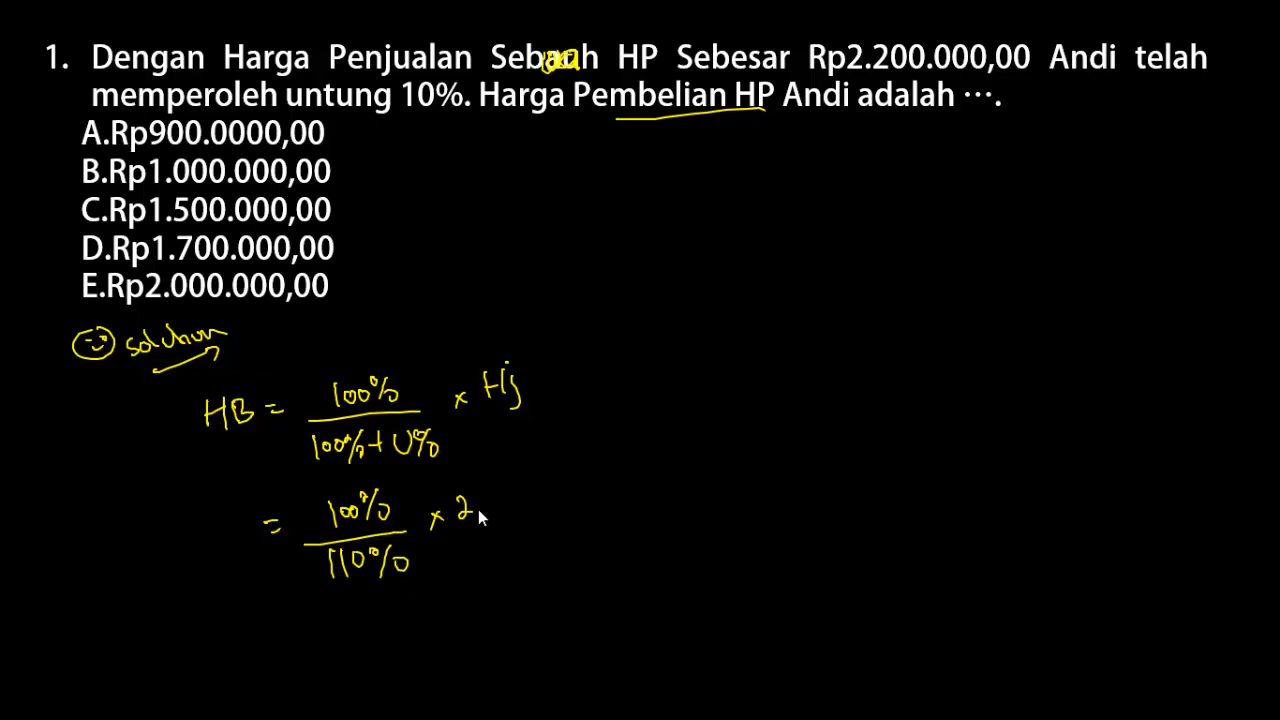 1. Dengan Harga Penjualan Sebuah HP Sebesar Rp2.200.000,00 Andi telah
memperoleh untung 10%. Harga Pembelian HP Andi adalah ⋯.
A.Rp900.0000,00
B.Rp1.000.000,00
C.Rp1.500.000,00
D.Rp1.700.000,00
E.Rp2.000.000,00
solution
HB = 100% / 100% + U% × Hj
= 100% / 110% × 2